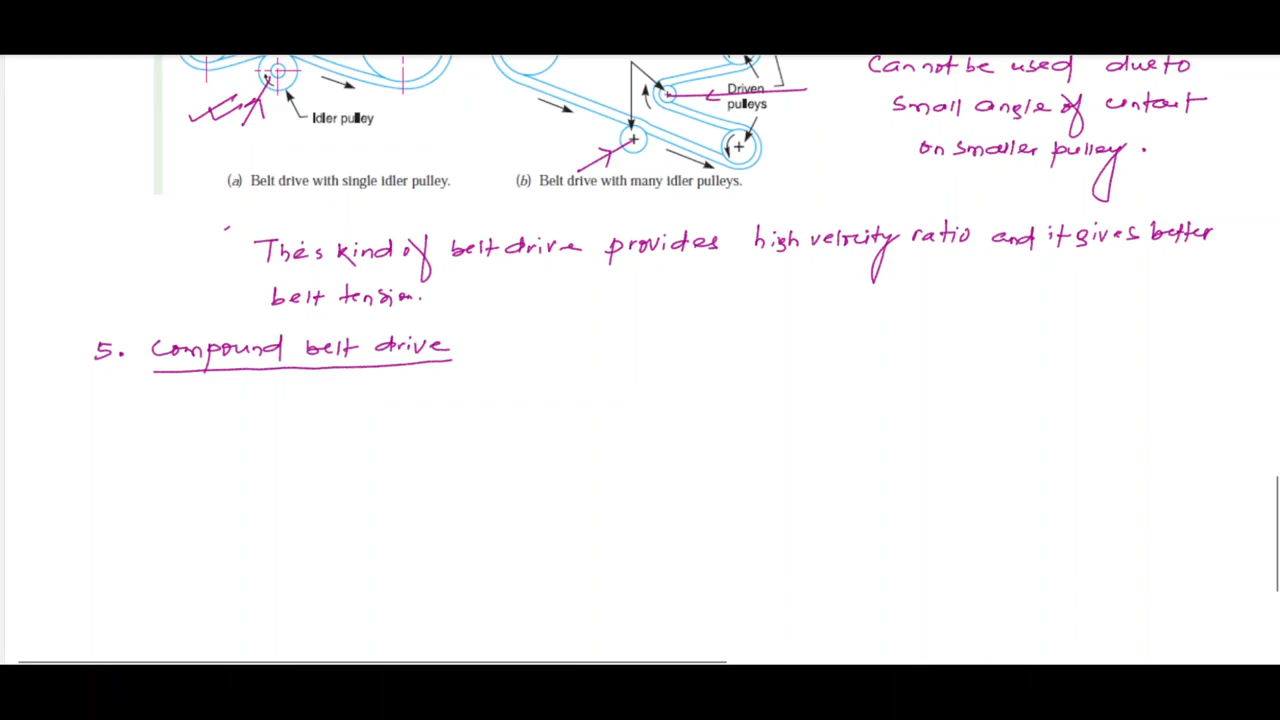 Cannot be used due to
small angle of contact
on smaller pulley.
Driven
pulleys
Idler pulley
(a) Belt drive with single idler pulley.
(b) Belt drive with many idler pulleys.
This kind of belt drive provides high velocity ratio and it gives better
belt tension.
5. Compound belt drive